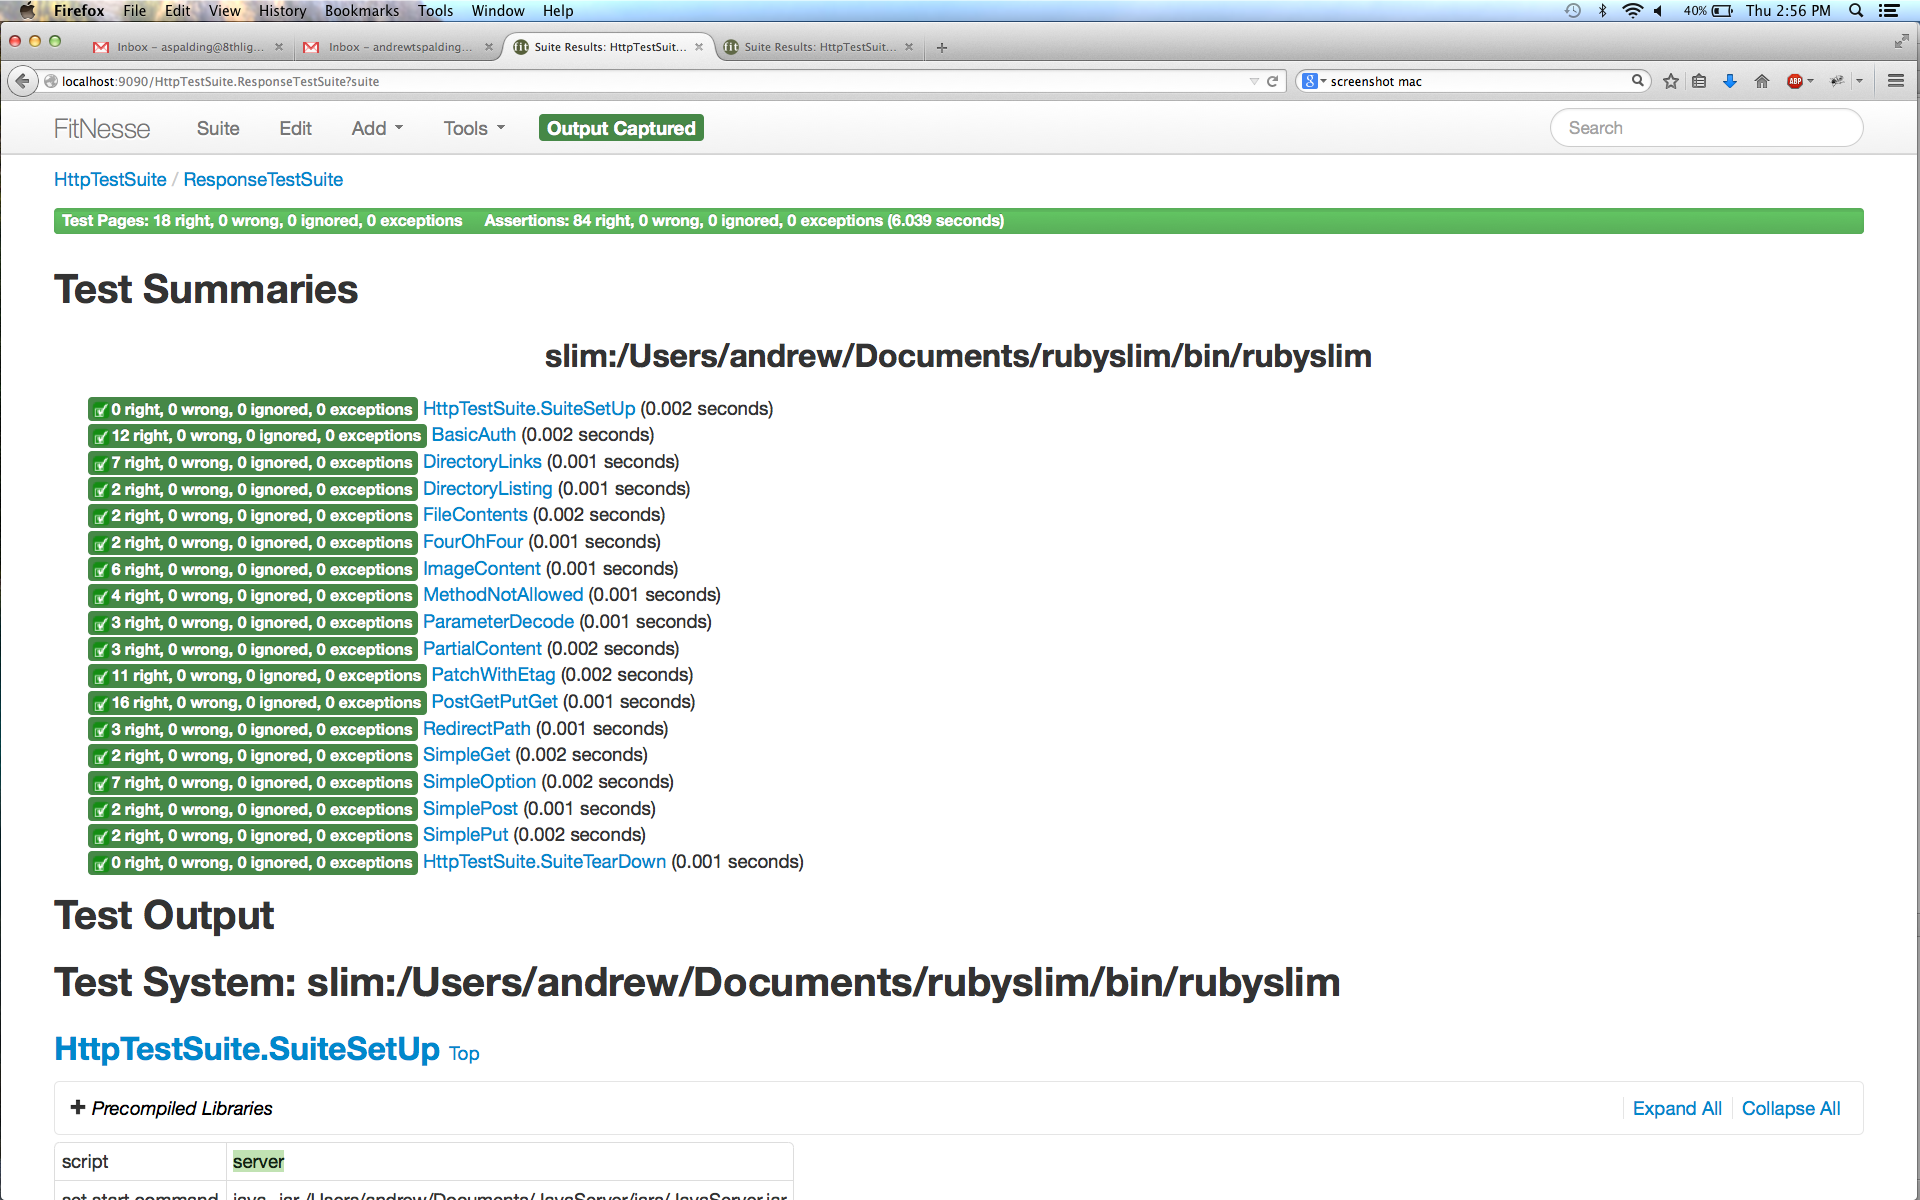 Firefox File Edit View History Bookmarks Tools Window Help 40% Thu 2:56 PM
Inbox – aspalding@8thlig... × Inbox – andrewtspalding... × fit Suite Results: HttpTestSuit... × fit Suite Results: HttpTestSuit... × +
localhost:9090/HttpTestSuite.ResponseTestSuite?suite 8 screenshot mac ABP
FitNesse Suite Edit Add Tools Output Captured Search
HttpTestSuite / ResponseTestSuite
Test Pages: 18 right, 0 wrong, 0 ignored, 0 exceptions Assertions: 84 right, 0 wrong, 0 ignored, 0 exceptions (6.039 seconds)
Test Summaries
slim:/Users/andrew/Documents/rubyslim/bin/rubyslim
0 right, 0 wrong, 0 ignored, 0 exceptions HttpTestSuite.SuiteSetUp (0.002 seconds)
12 right, 0 wrong, 0 ignored, 0 exceptions BasicAuth (0.002 seconds)
7 right, 0 wrong, 0 ignored, 0 exceptions DirectoryLinks (0.001 seconds)
2 right, 0 wrong, 0 ignored, 0 exceptions DirectoryListing (0.001 seconds)
2 right, 0 wrong, 0 ignored, 0 exceptions FileContents (0.002 seconds)
2 right, 0 wrong, 0 ignored, 0 exceptions FourOhFour (0.001 seconds)
6 right, 0 wrong, 0 ignored, 0 exceptions ImageContent (0.001 seconds)
4 right, 0 wrong, 0 ignored, 0 exceptions MethodNotAllowed (0.001 seconds)
3 right, 0 wrong, 0 ignored, 0 exceptions ParameterDecode (0.001 seconds)
3 right, 0 wrong, 0 ignored, 0 exceptions PartialContent (0.002 seconds)
11 right, 0 wrong, 0 ignored, 0 exceptions PatchWithEtag (0.002 seconds)
16 right, 0 wrong, 0 ignored, 0 exceptions PostGetPutGet (0.001 seconds)
3 right, 0 wrong, 0 ignored, 0 exceptions RedirectPath (0.001 seconds)
2 right, 0 wrong, 0 ignored, 0 exceptions SimpleGet (0.002 seconds)
7 right, 0 wrong, 0 ignored, 0 exceptions SimpleOption (0.002 seconds)
2 right, 0 wrong, 0 ignored, 0 exceptions SimplePost (0.001 seconds)
2 right, 0 wrong, 0 ignored, 0 exceptions SimplePut (0.002 seconds)
0 right, 0 wrong, 0 ignored, 0 exceptions HttpTestSuite.SuiteTearDown (0.001 seconds)
Test Output
Test System: slim:/Users/andrew/Documents/rubyslim/bin/rubyslim
HttpTestSuite.SuiteSetUp Top
+ Precompiled Libraries Expand All Collapse All
script server
set start command java -jar /Users/andrew/Documents/JavaServer/jars/JavaServer.jar